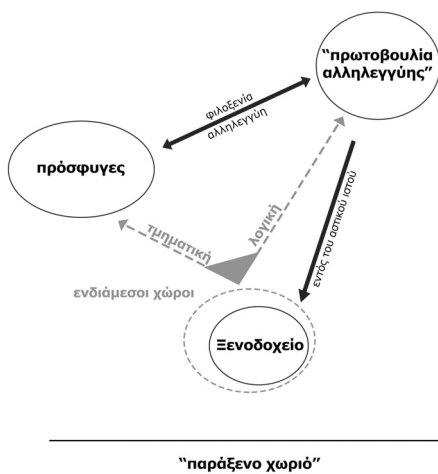 "πρωτοβουλία
αλληλεγγύης"
φιλοξενία
αλληλεγγύη
πρόσφυγες
λογική
τμηματική
εντός του αστικού ιστού
ενδιάμεσοι χώροι
Ξενοδοχείο
"παράξενο χωριό"